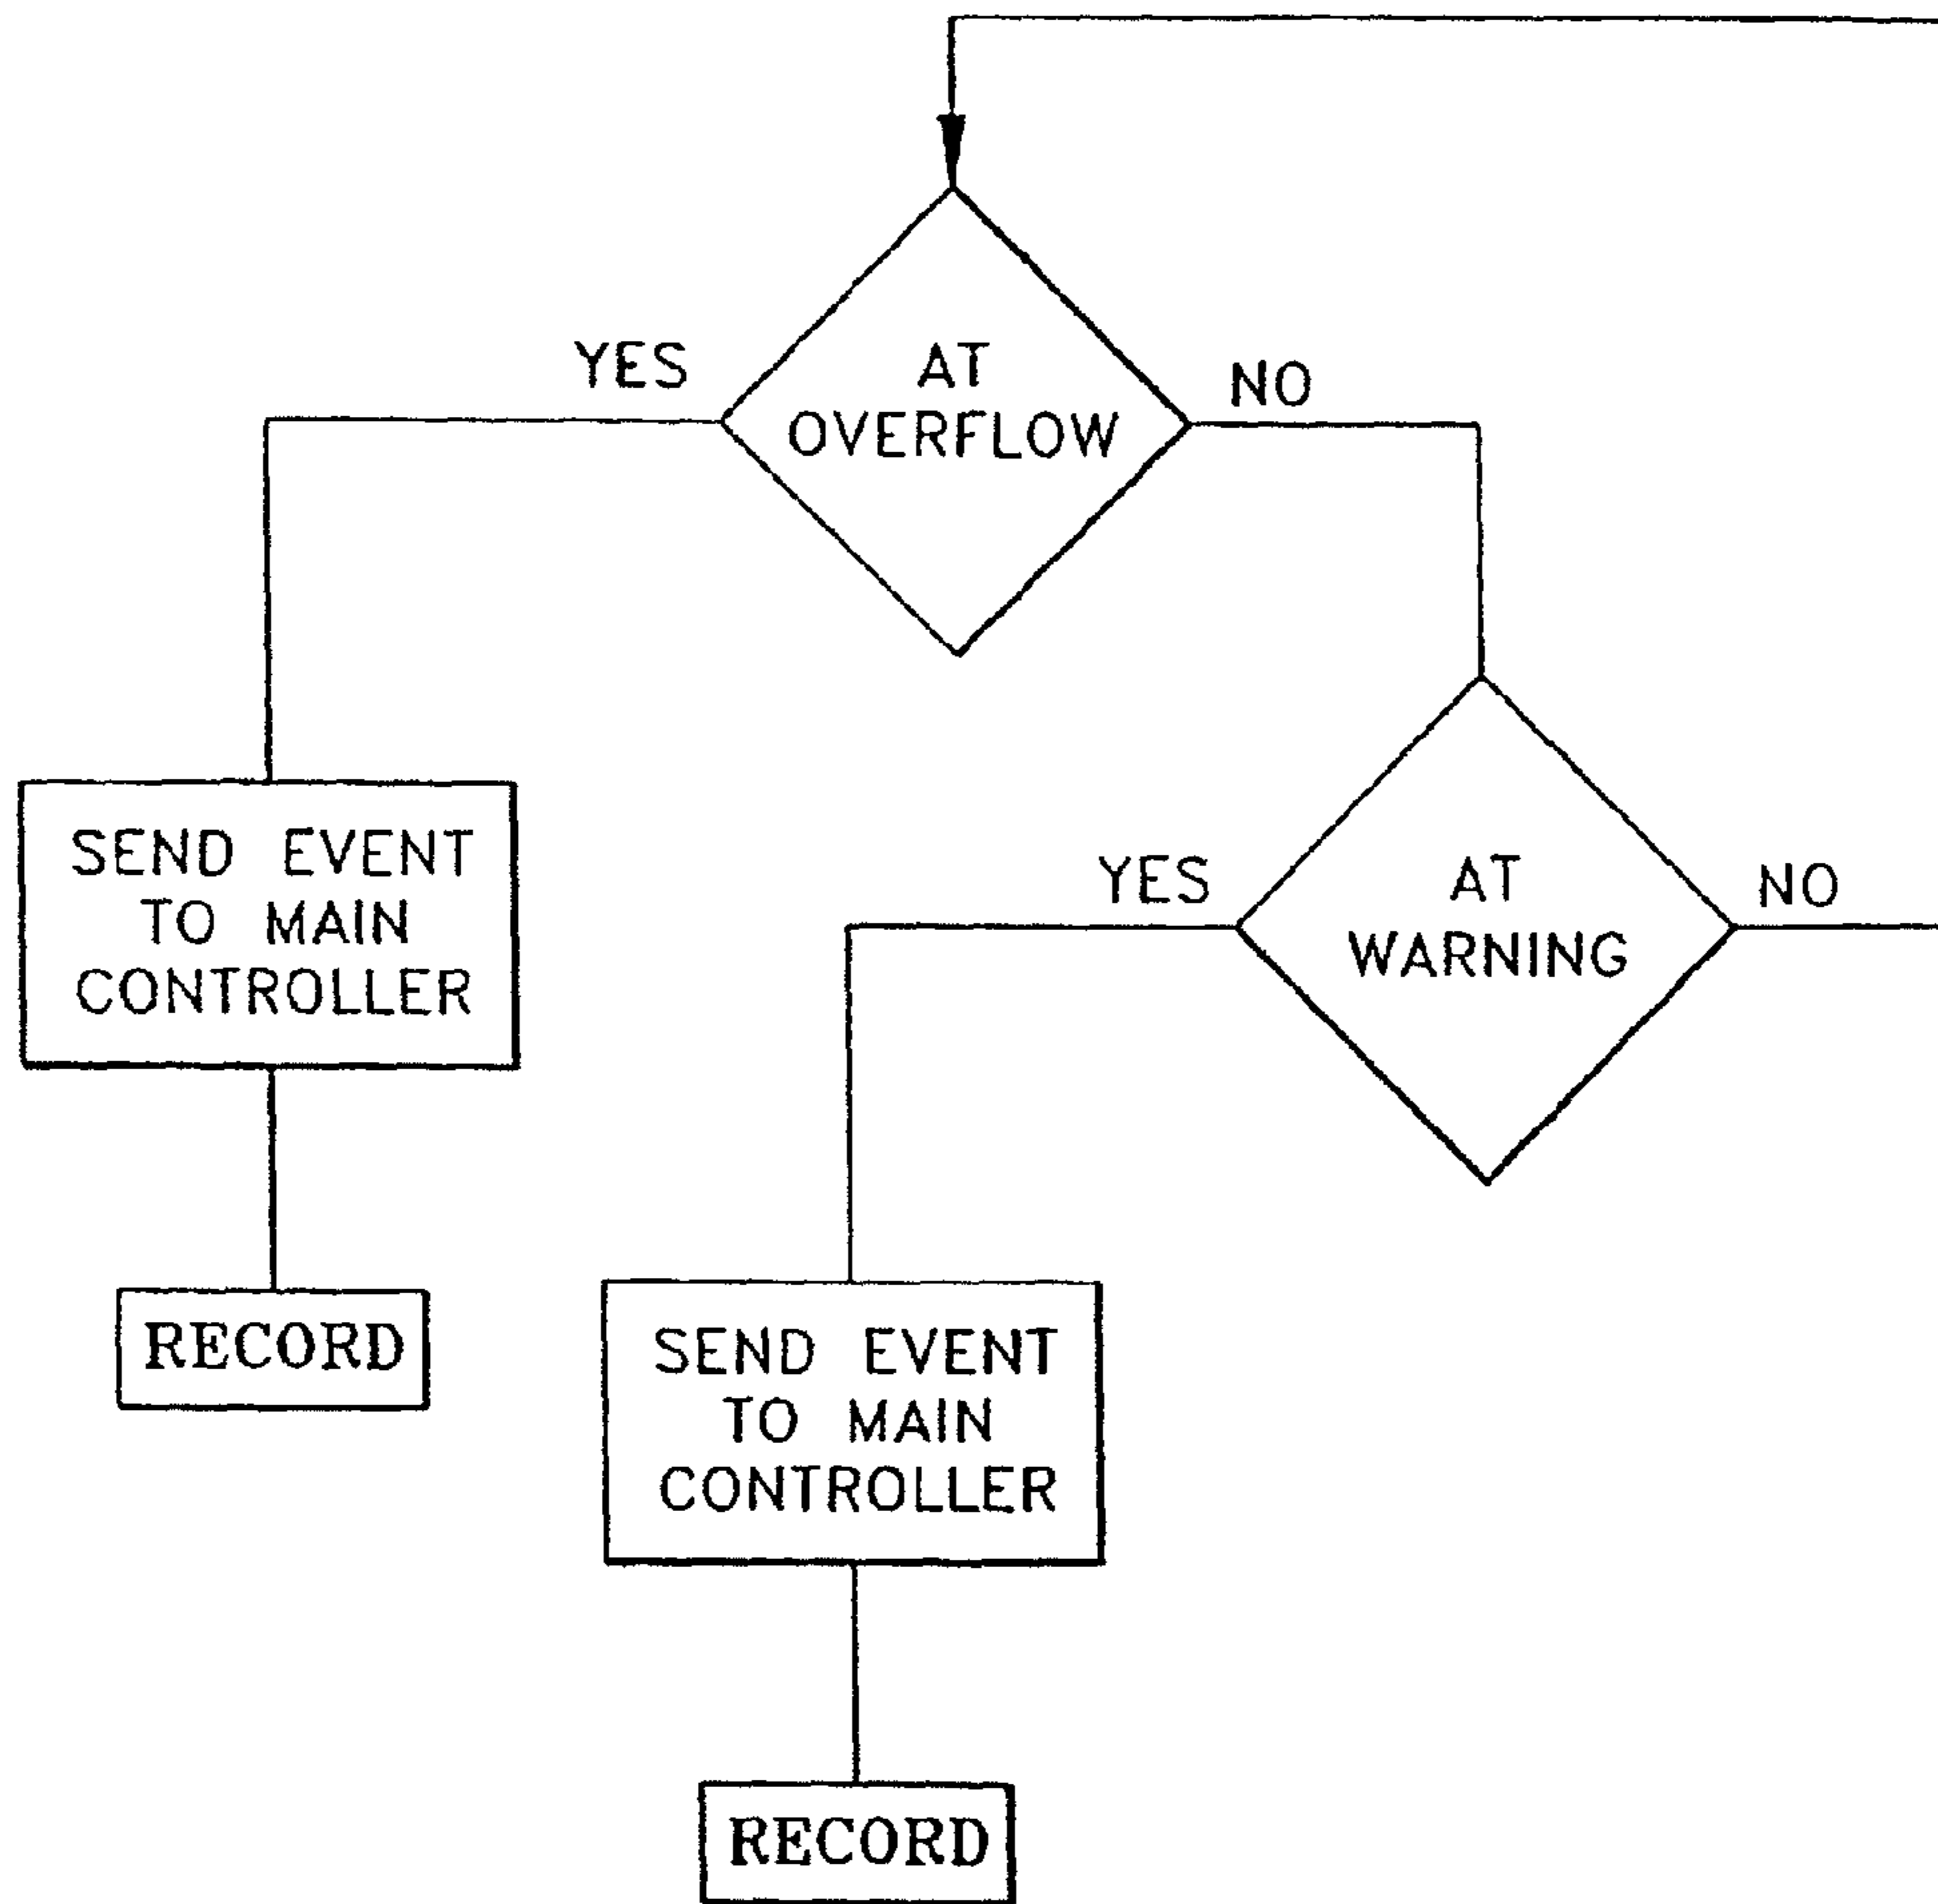 YES
AT
OVERFLOW
NO
SEND EVENT
TO MAIN
CONTROLLER
YES
AT
WARNING
NO
RECORD
SEND EVENT
TO MAIN
CONTROLLER
RECORD